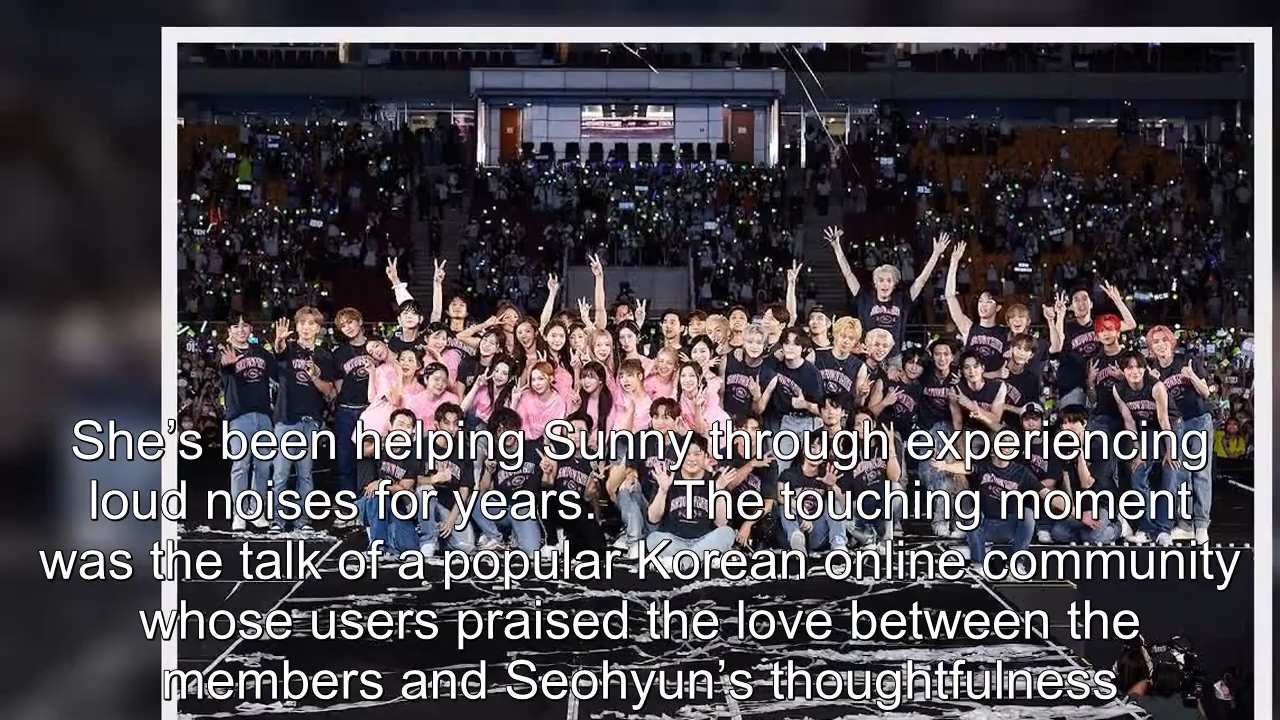 She’s been helping Sunny through experiencing
loud noises for years. The touching moment
was the talk of a popular Korean online community
whose users praised the love between the
members and Seohyun’s thoughtfulness